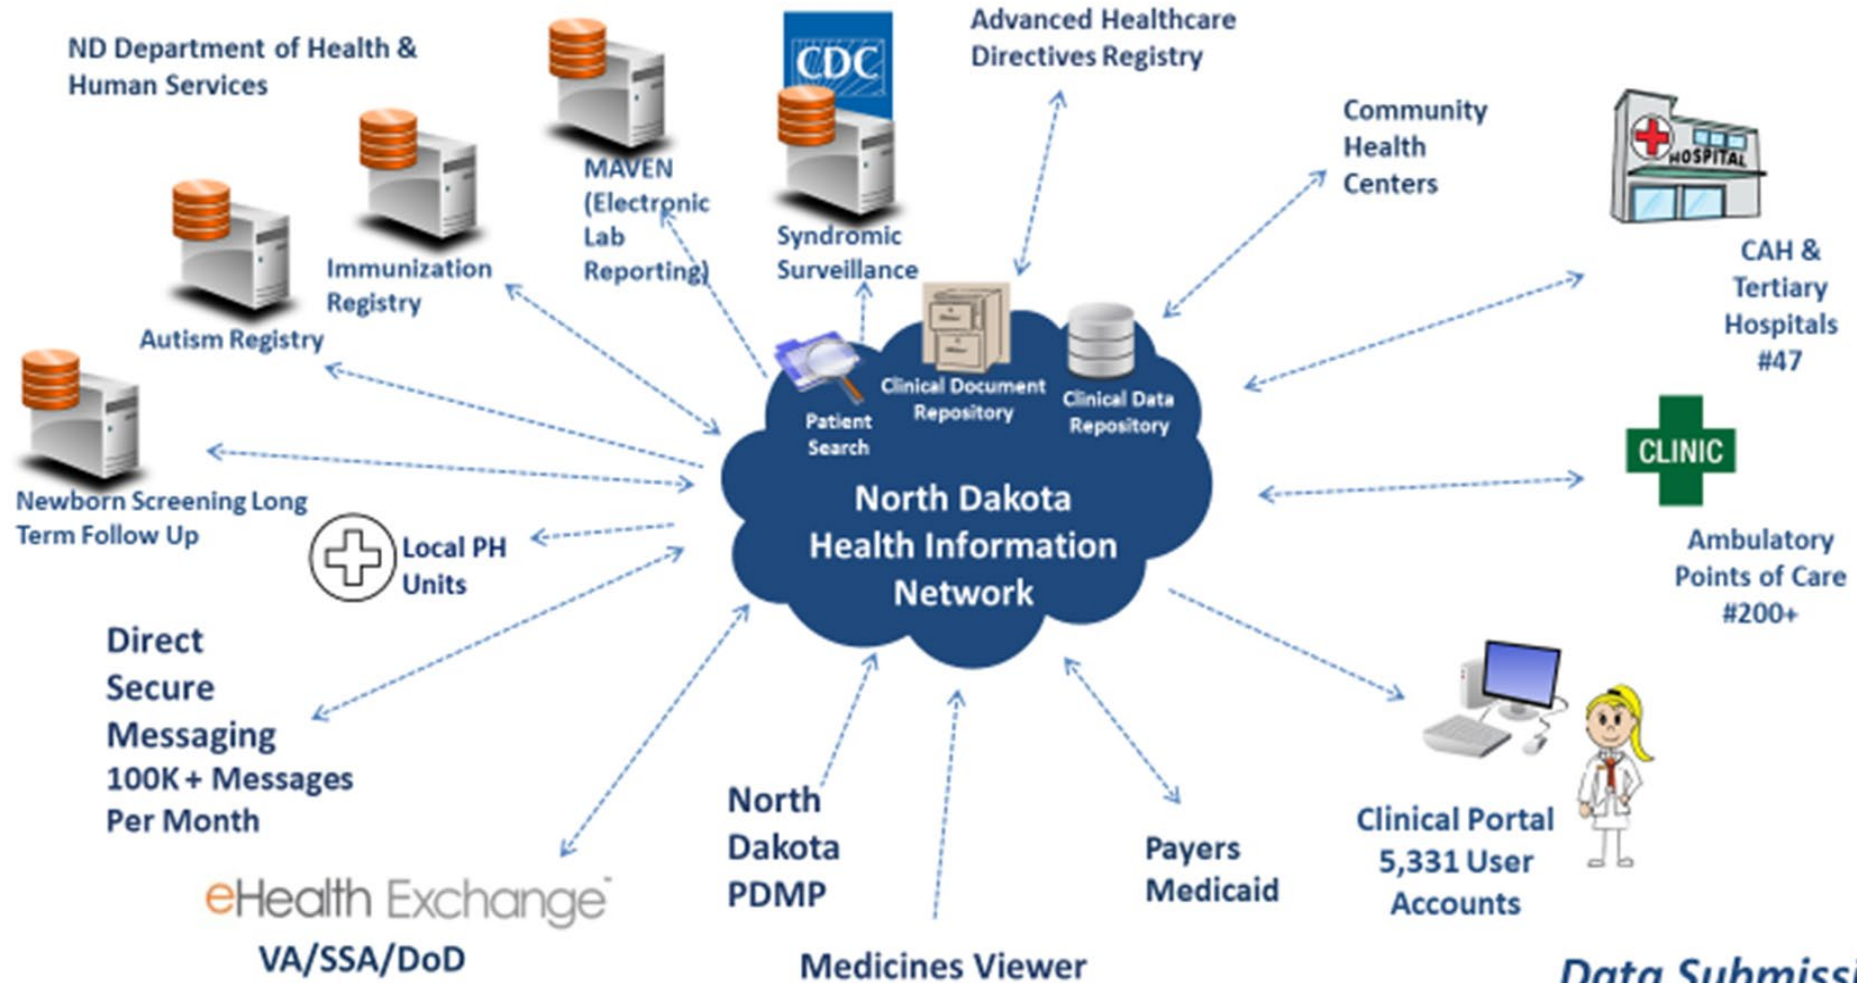 ND Department of Health &
Human Services
CDC
Advanced Healthcare
Directives Registry
Community
Health
Centers
HOSPITAL
CAH &
Tertiary
Hospitals
#47
MAVEN
(Electronic
Lab
Reporting)
Syndromic
Surveillance
Immunization
Registry
Autism Registry
Newborn Screening Long
Term Follow Up
Local PH
Units
Patient
Search
Clinical Document
Repository
Clinical Data
Repository
North Dakota
Health Information
Network
CLINIC
Ambulatory
Points of Care
#200+
Direct
Secure
Messaging
100K + Messages
Per Month
eHealth Exchange™
VA/SSA/DoD
North
Dakota
PDMP
Medicines Viewer
Payers
Medicaid
Clinical Portal
5,331 User
Accounts
Data Submissi